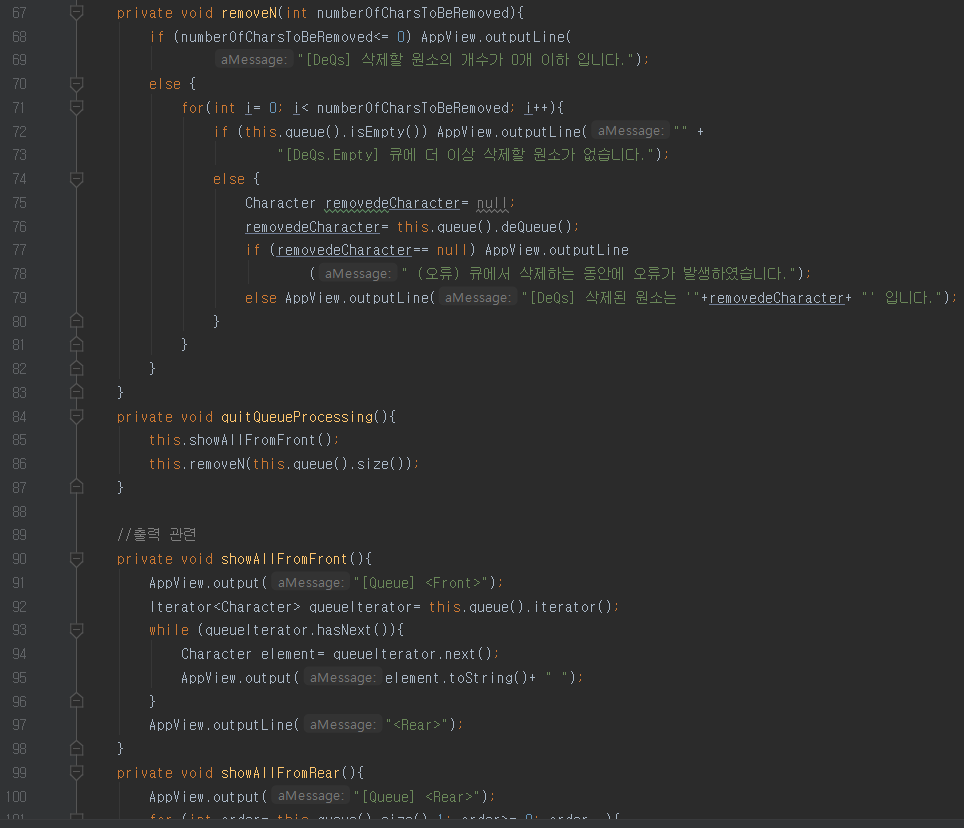 67 private void removeN(int numberOfCharsToBeRemoved){
68 if (numberOfCharsToBeRemoved<= 0) AppView.outputLine(
69 aMessage: "[DeQs] 삭제할 원소의 개수가 0개 이하 입니다.");
70 else {
71 for(int i= 0; i< numberOfCharsToBeRemoved; i++){
72 if (this.queue().isEmpty()) AppView.outputLine( aMessage: "" +
73 "[DeQs.Empty] 큐에 더 이상 삭제할 원소가 없습니다.");
74 else {
75 Character removedeCharacter= null;
76 removedeCharacter= this.queue().deQueue();
77 if (removedeCharacter== null) AppView.outputLine
78 ( aMessage: " (오류) 큐에서 삭제하는 동안에 오류가 발생하였습니다.");
79 else AppView.outputLine( aMessage: "[DeQs] 삭제된 원소는 '"+removedeCharacter+ "' 입니다.");
80 }
81 }
82 }
83 }
84 private void quitQueueProcessing(){
85 this.showAllFromFront();
86 this.removeN(this.queue().size());
87 }
88
89 //출력 관련
90 private void showAllFromFront(){
91 AppView.output( aMessage: "[Queue] <Front>");
92 Iterator<Character> queueIterator= this.queue().iterator();
93 while (queueIterator.hasNext()){
94 Character element= queueIterator.next();
95 AppView.output( aMessage: element.toString()+ " ");
96 }
97 AppView.outputLine( aMessage: "<Rear>");
98 }
99 private void showAllFromRear(){
100 AppView.output( aMessage: "[Queue] <Rear>");